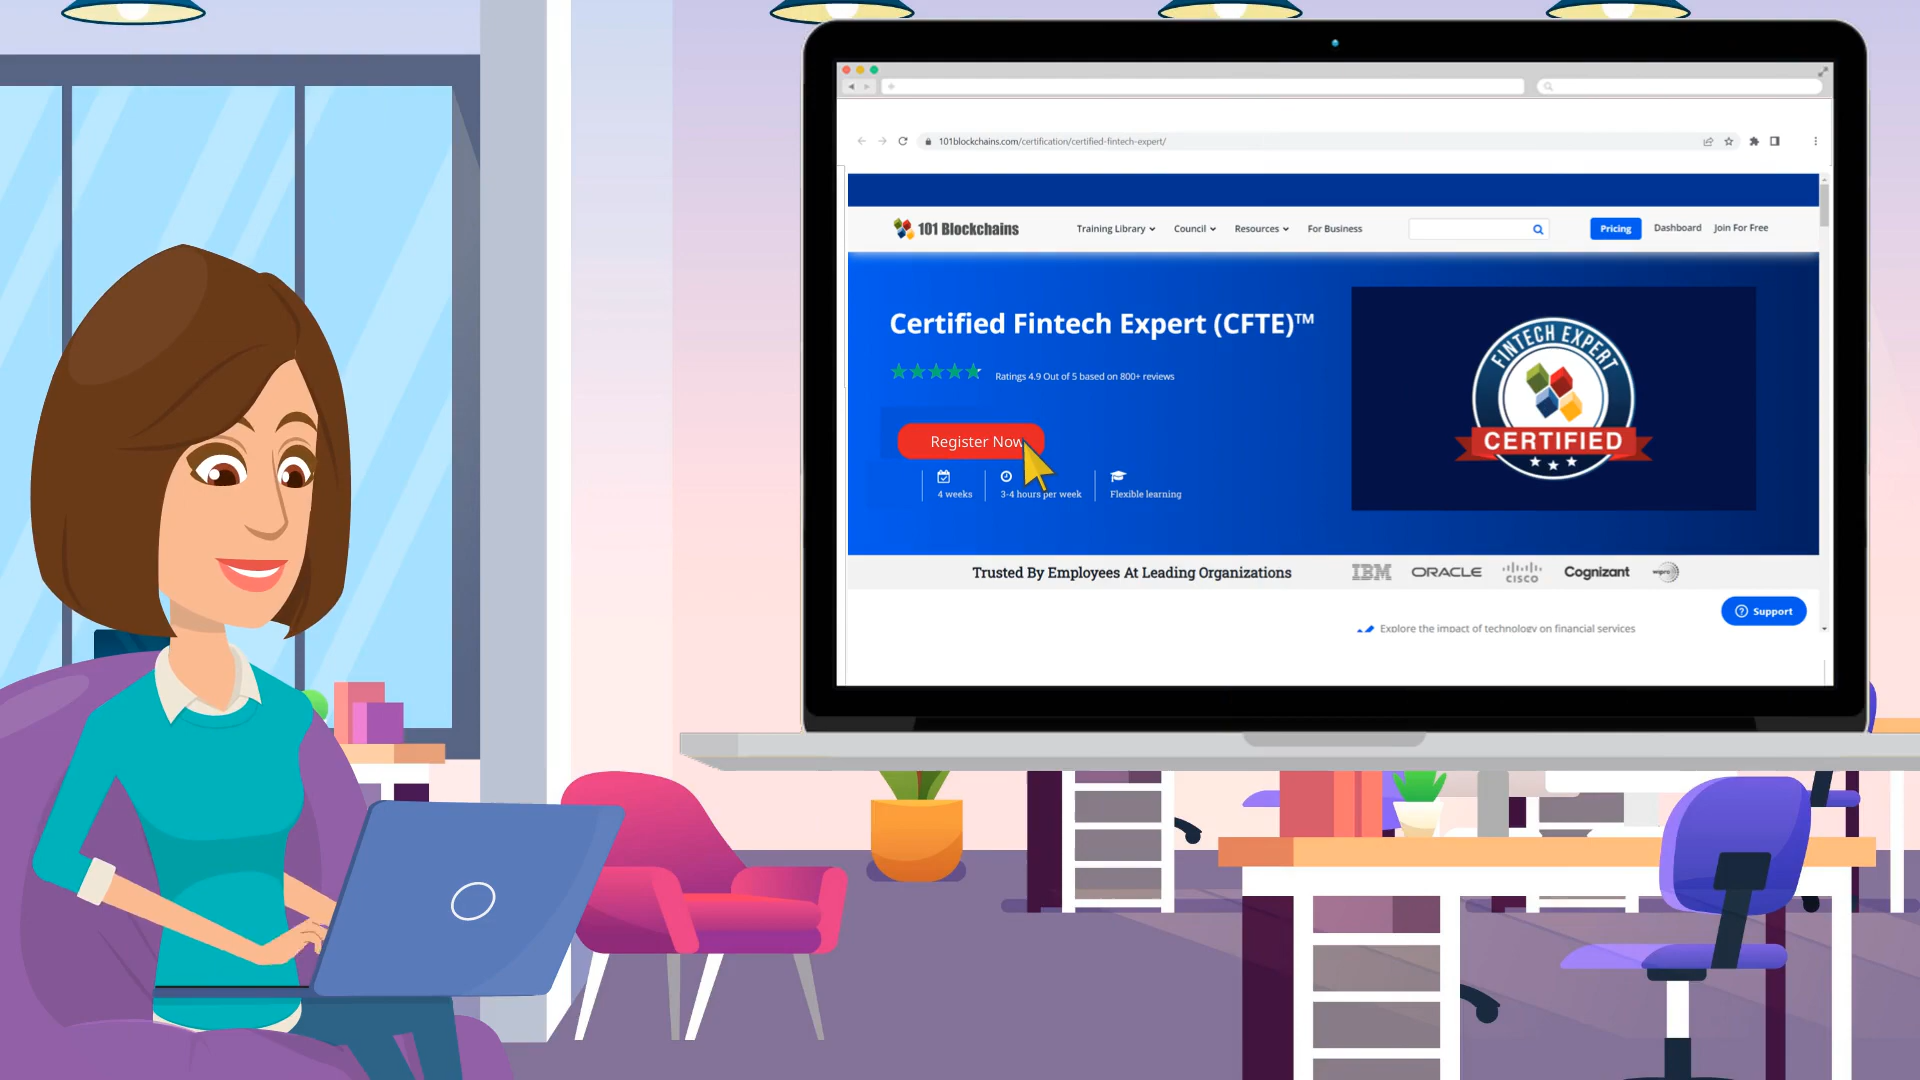 101blockchains.com/certification/certified-fintech-expert/
101 Blockchains
Training Library
Council
Resources
For Business
Pricing
Dashboard
Join For Free
Certified Fintech Expert (CFTE)™
Ratings 4.9 Out of 5 based on 800+ reviews
Register Now
4 weeks
3-4 hours per week
Flexible learning
FINTECH EXPERT
CERTIFIED
Trusted By Employees At Leading Organizations
IBM
ORACLE
CISCO
Cognizant
wipro
Support
Explore the impact of technology on financial services